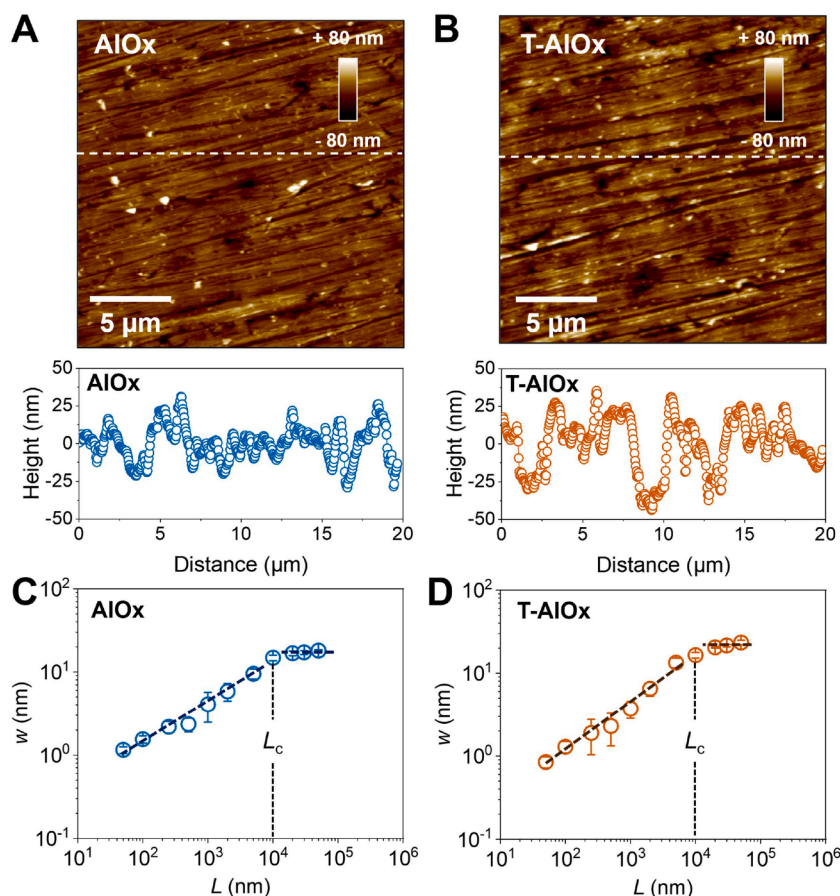 A
AlOx
+ 80 nm
- 80 nm
5 µm
B
T-AlOx
+ 80 nm
- 80 nm
5 µm
AlOx
50
25
0
-25
-50
Height (nm)
0 5 10 15 20
Distance (µm)
T-AlOx
50
25
0
-25
-50
Height (nm)
0 5 10 15 20
Distance (µm)
C
AlOx
10²
10¹
10⁰
10⁻¹
w (nm)
Lc
10¹ 10² 10³ 10⁴ 10⁵ 10⁶
L (nm)
D
T-AlOx
10²
10¹
10⁰
10⁻¹
w (nm)
Lc
10¹ 10² 10³ 10⁴ 10⁵ 10⁶
L (nm)